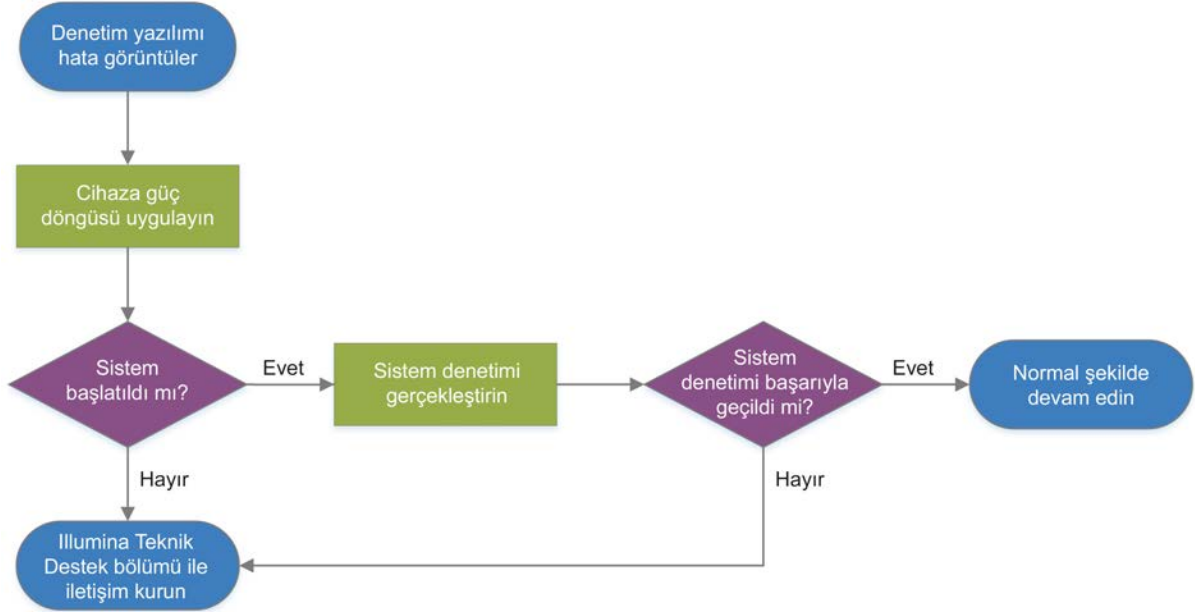 Denetim yazılımı
hata görüntüler
Cihaza güç
döngüsü uygulayın
Sistem
başlatıldı mı?
Evet
Sistem denetimi
gerçekleştirin
Sistem
denetimi başarıyla
geçildi mi?
Evet
Normal şekilde
devam edin
Hayır
Hayır
Illumina Teknik
Destek bölümü ile
iletişim kurun